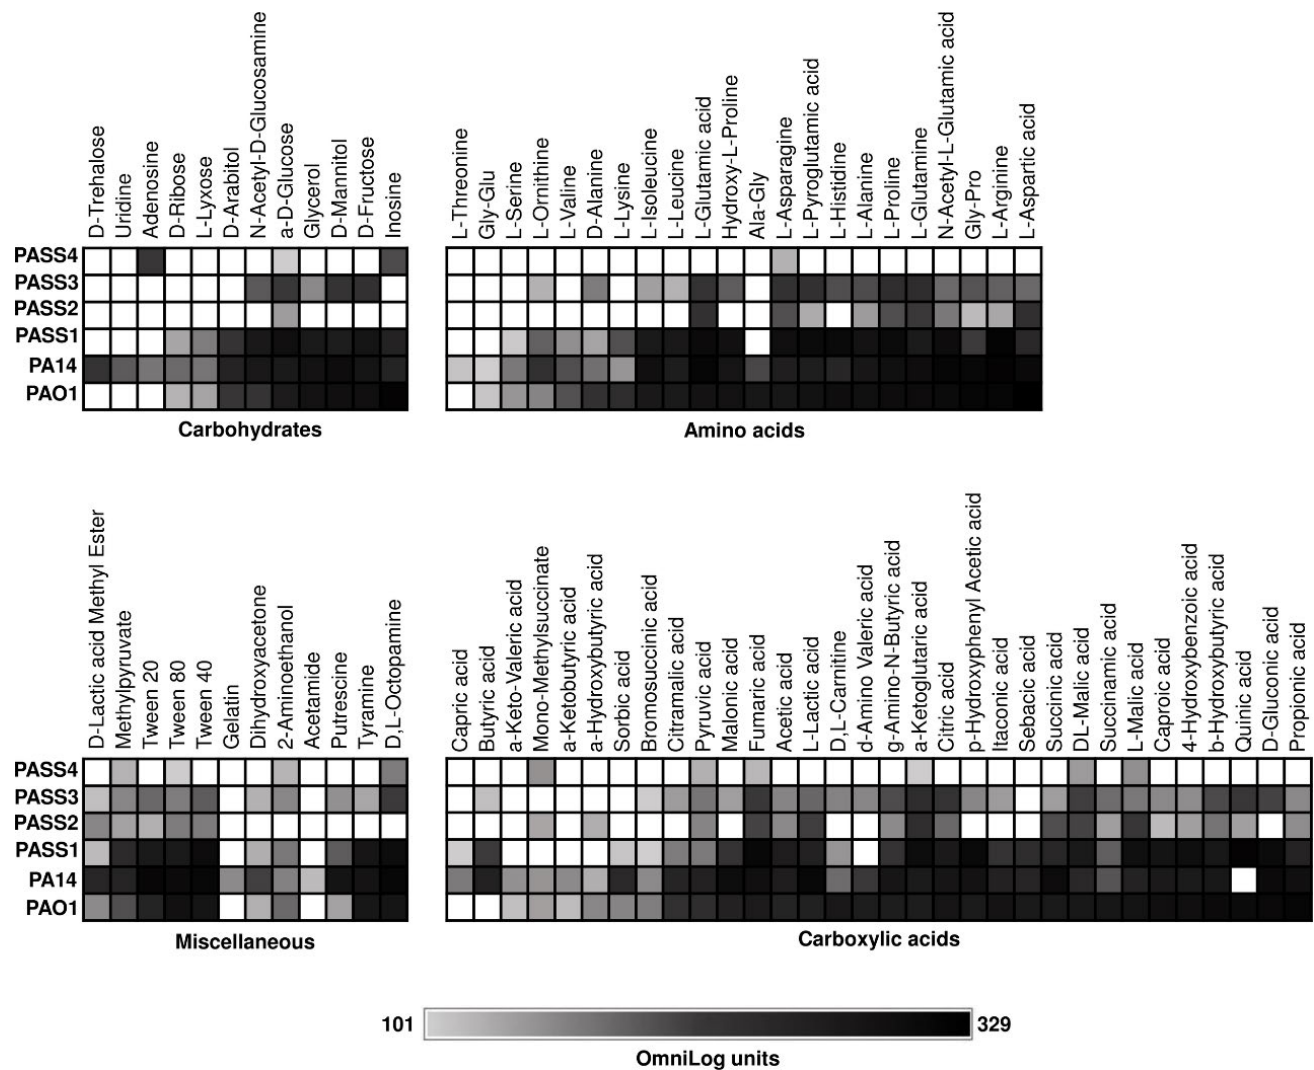 D-Trehalose
Uridine
Adenosine
D-Ribose
L-Lyxose
D-Arabitol
N-Acetyl-D-Glucosamine
a-D-Glucose
Glycerol
D-Mannitol
D-Fructose
Inosine
L-Threonine
Gly-Glu
L-Serine
L-Ornithine
L-Valine
D-Alanine
L-Lysine
L-Isoleucine
L-Leucine
L-Glutamic acid
Hydroxy-L-Proline
Ala-Gly
L-Asparagine
L-Pyroglutamic acid
L-Histidine
L-Alanine
L-Proline
L-Glutamine
N-Acetyl-L-Glutamic acid
Gly-Pro
L-Arginine
L-Aspartic acid
PASS4
PASS3
PASS2
PASS1
PA14
PAO1
Carbohydrates
Amino acids
D-Lactic acid Methyl Ester
Methylpyruvate
Tween 20
Tween 80
Tween 40
Gelatin
Dihydroxyacetone
2-Aminoethanol
Acetamide
Putrescine
Tyramine
D,L-Octopamine
Capric acid
Butyric acid
a-Keto-Valeric acid
Mono-Methylsuccinate
a-Ketobutyric acid
a-Hydroxybutyric acid
Sorbic acid
Bromosuccinic acid
Citramalic acid
Pyruvic acid
Malonic acid
Fumaric acid
Acetic acid
L-Lactic acid
D,L-Carnitine
d-Amino Valeric acid
g-Amino-N-Butyric acid
a-Ketoglutaric acid
Citric acid
p-Hydroxyphenyl Acetic acid
Itaconic acid
Sebacic acid
Succinic acid
DL-Malic acid
Succinamic acid
L-Malic acid
Caproic acid
4-Hydroxybenzoic acid
b-Hydroxybutyric acid
Quinic acid
D-Gluconic acid
Propionic acid
PASS4
PASS3
PASS2
PASS1
PA14
PAO1
Miscellaneous
Carboxylic acids
101
329
OmniLog units